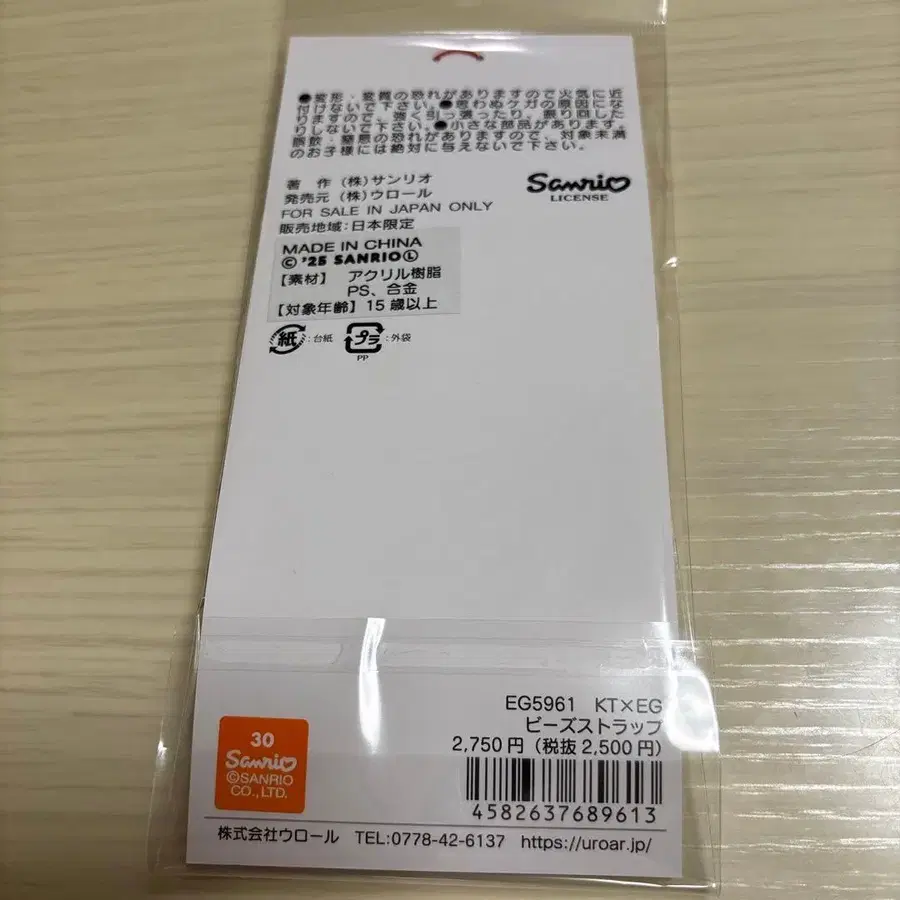 ●変形・変質の恐れがありますので火気に近
付けないで下さい。●思わぬケガの原因にな
りますので、強く引っ張ったり、振り回した
りしないで下さい。●小さな部品があります。
誤飲・窒息の恐れがありますので、対象未満
のお子様には絶対に与えないで下さい。
著 作 (株)サンリオ
発売元 (株)ウロール
FOR SALE IN JAPAN ONLY
販売地域:日本限定
Sanrio
LICENSE
MADE IN CHINA
©'25 SANRIO Ⓛ
【素材】 アクリル樹脂
PS、合金
【対象年齢】15歳以上
紙 :台紙 プラ :外袋
PP
EG5961 KT×EG
ビーズストラップ
2,750円(税抜2,500円)
4582637689613
30
Sanrio
©SANRIO
CO.,LTD.
株式会社ウロール TEL:0778-42-6137 https://uroar.jp/